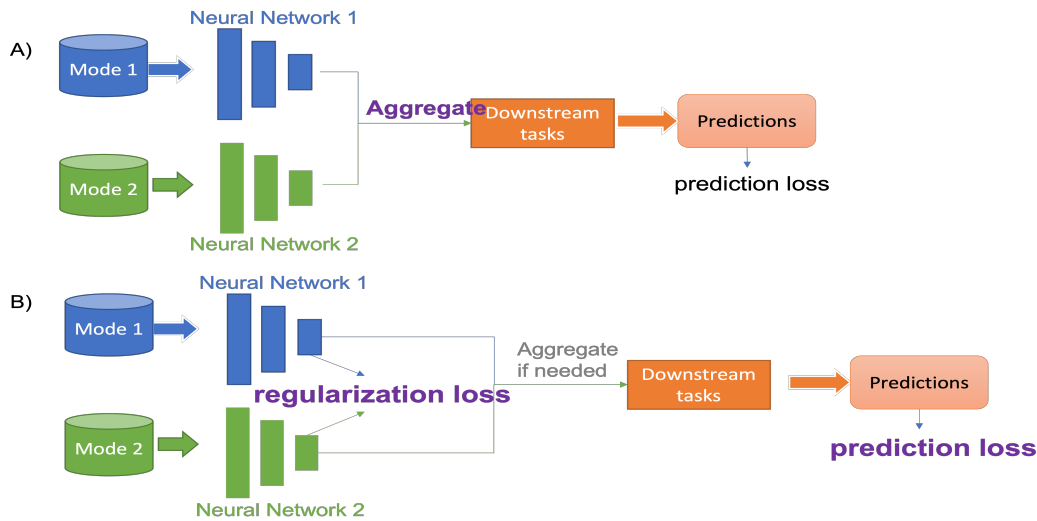 Neural Network 1
A)
Mode 1
Aggregate
Downstream
tasks
Predictions
Mode 2
prediction loss
Neural Network 2
Neural Network 1
B)
Mode 1
Aggregate
if needed
Downstream
tasks
Predictions
regularization loss
Mode 2
prediction loss
Neural Network 2